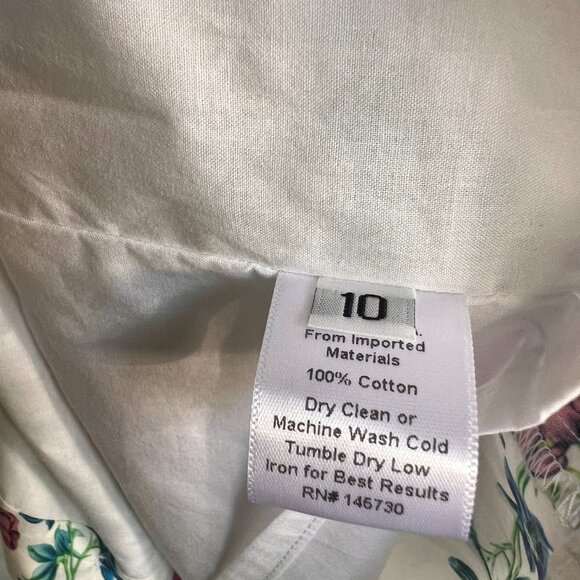 10
From Imported
Materials
100% Cotton
Dry Clean or
Machine Wash Cold
Tumble Dry Low
Iron for Best Results
RN# 145730